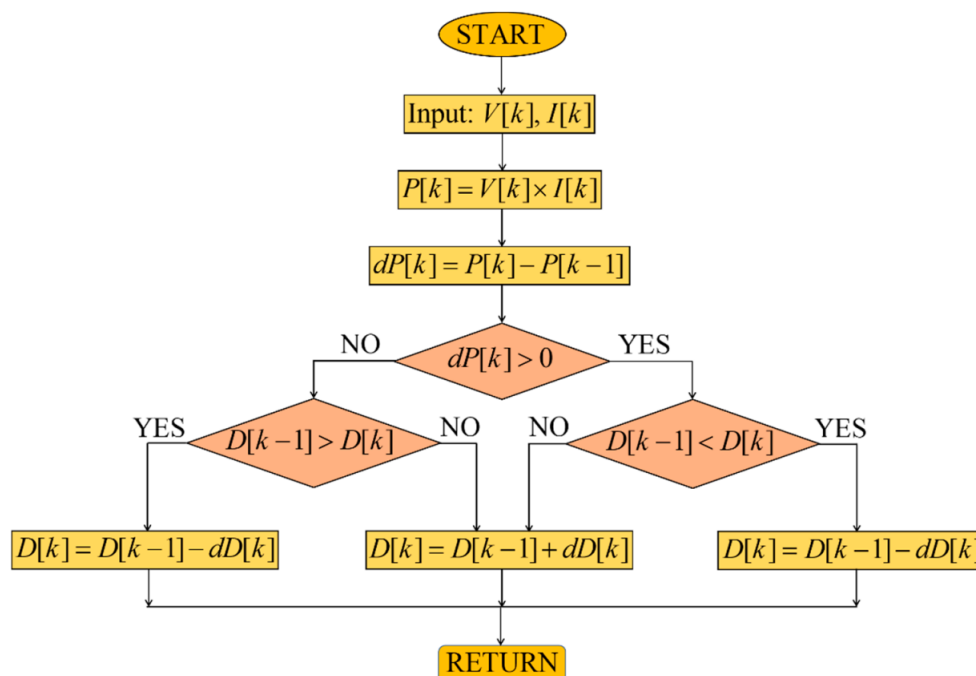 START
Input: V[k], I[k]
P[k] = V[k] × I[k]
dP[k] = P[k] − P[k−1]
NO
YES
dP[k] > 0
YES
D[k−1] > D[k]
NO
NO
D[k−1] < D[k]
YES
D[k] = D[k−1] − dD[k]
D[k] = D[k−1] + dD[k]
D[k] = D[k−1] − dD[k]
RETURN